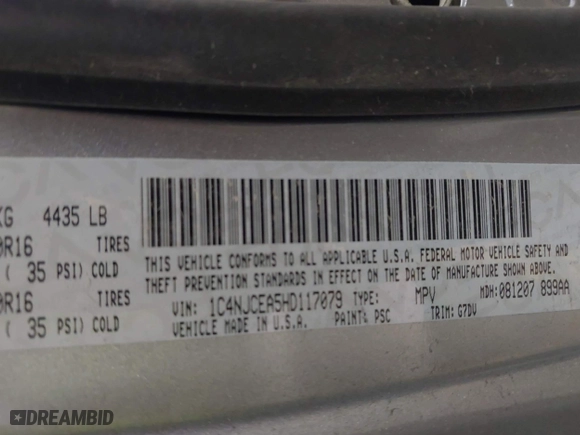 KG 4435 LB
0R16 TIRES
( 35 PSI) COLD
0R16 TIRES
( 35 PSI) COLD
THIS VEHICLE CONFORMS TO ALL APPLICABLE U.S.A. FEDERAL MOTOR VEHICLE SAFETY AND
THEFT PREVENTION STANDARDS IN EFFECT ON THE DATE OF MANUFACTURE SHOWN ABOVE.
VIN: 1C4NJCEA5HD117079 TYPE: MPV MDH: 081207 899AA
VEHICLE MADE IN U.S.A. PAINT: PSC TRIM: G7DV
DREAMBID